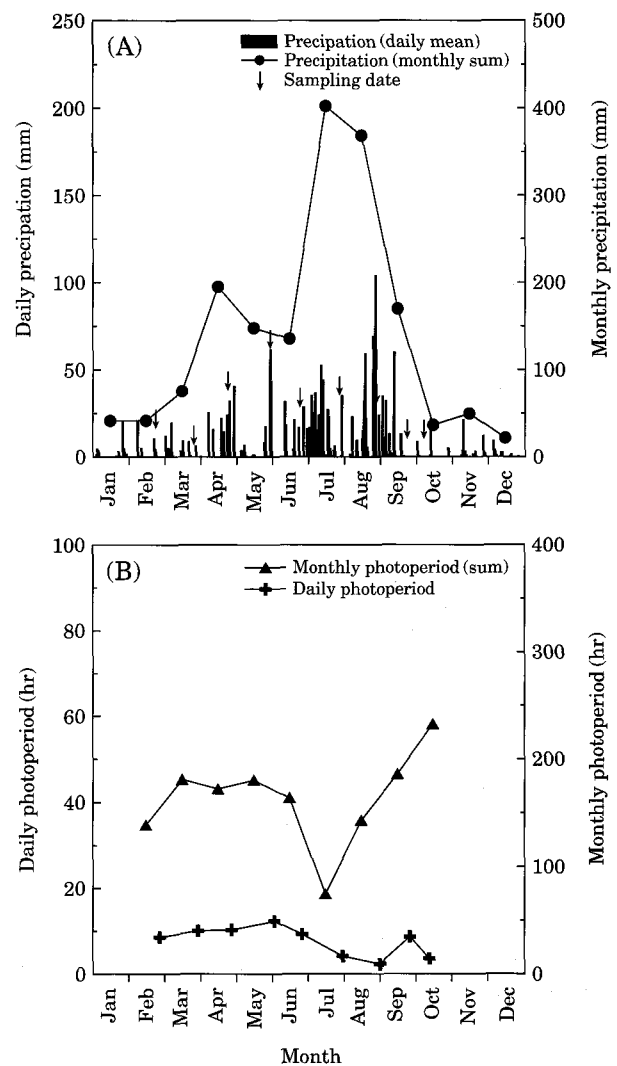 (A)
Precipation (daily mean)
Precipitation (monthly sum)
Sampling date
Daily precipation (mm)
250
200
150
100
50
0
Monthly precipitation (mm)
500
400
300
200
100
0
Jan Feb Mar Apr May Jun Jul Aug Sep Oct Nov Dec
(B)
Monthly photoperiod (sum)
Daily photoperiod
Daily photoperiod (hr)
100
80
60
40
20
0
Monthly photoperiod (hr)
400
300
200
100
0
Jan Feb Mar Apr May Jun Jul Aug Sep Oct Nov Dec
Month